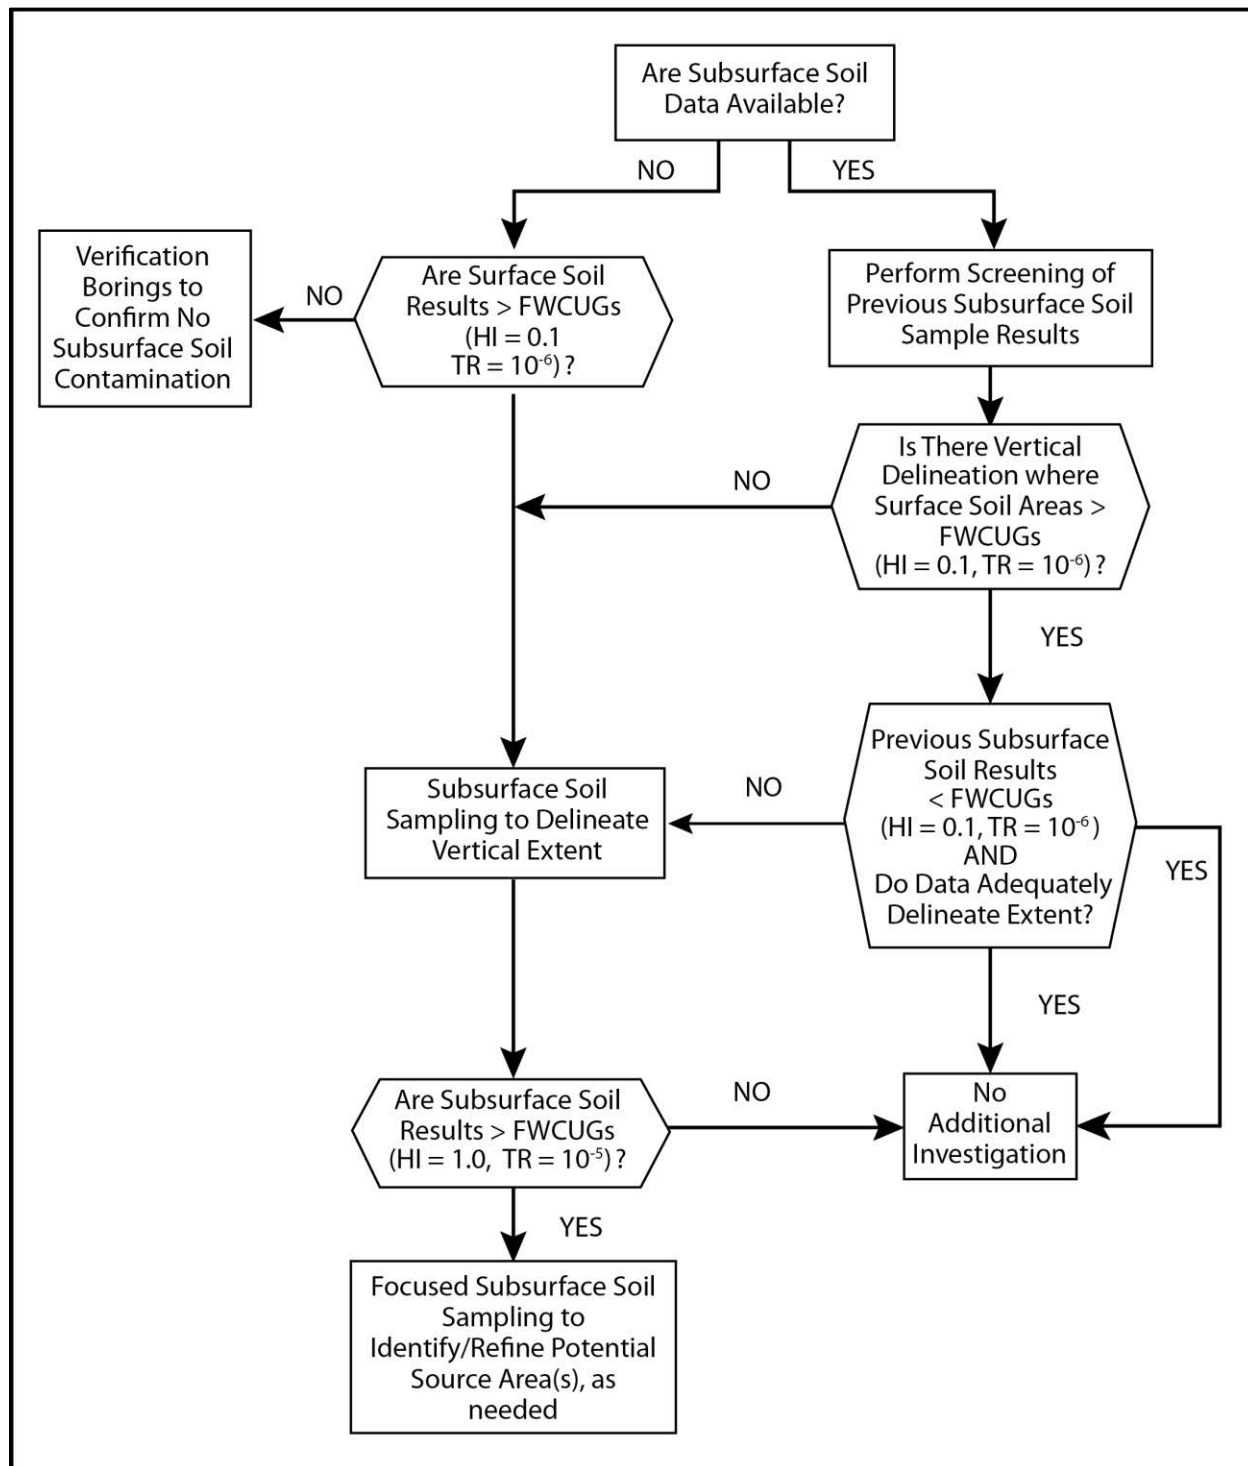 Are Subsurface Soil
Data Available?
NO
YES
Verification
Borings to
Confirm No
Subsurface Soil
Contamination
NO
Are Surface Soil
Results > FWCUGs
(HI = 0.1
TR = 10⁻⁶) ?
Perform Screening of
Previous Subsurface Soil
Sample Results
NO
Is There Vertical
Delineation where
Surface Soil Areas >
FWCUGs
(HI = 0.1, TR = 10⁻⁶) ?
YES
Subsurface Soil
Sampling to Delineate
Vertical Extent
NO
Previous Subsurface
Soil Results
< FWCUGs
(HI = 0.1, TR = 10⁻⁶ )
AND
Do Data Adequately
Delineate Extent?
YES
YES
Are Subsurface Soil
Results > FWCUGs
(HI = 1.0, TR = 10⁻⁵) ?
NO
No
Additional
Investigation
YES
Focused Subsurface Soil
Sampling to
Identify/Refine Potential
Source Area(s), as
needed